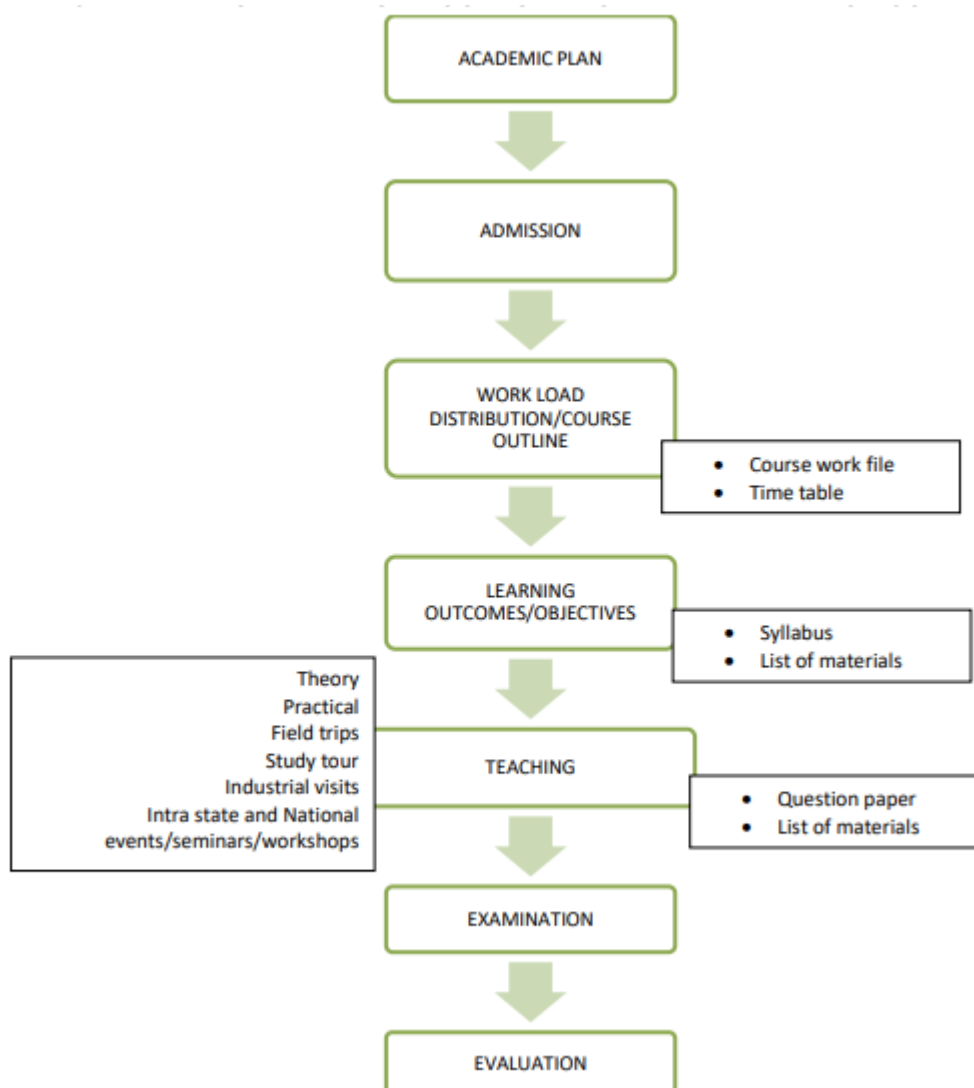 ACADEMIC PLAN
ADMISSION
WORK LOAD
DISTRIBUTION/COURSE
OUTLINE
• Course work file
• Time table
LEARNING
OUTCOMES/OBJECTIVES
• Syllabus
• List of materials
Theory
Practical
Field trips
Study tour
Industrial visits
Intra state and National
events/seminars/workshops
TEACHING
• Question paper
• List of materials
EXAMINATION
EVALUATION